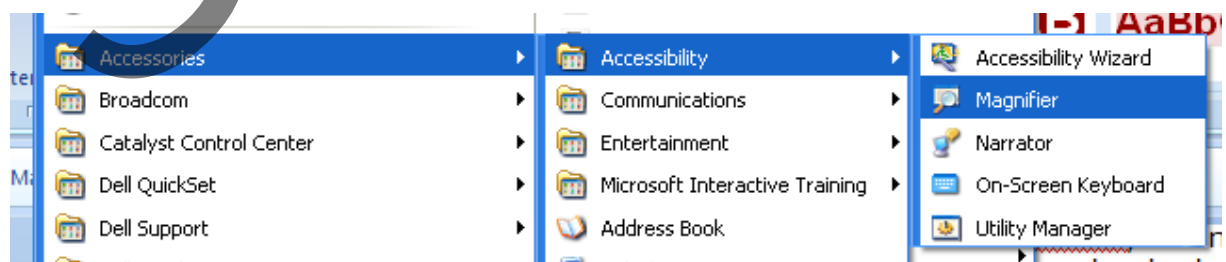 AaBb
Accessories
Broadcom
Catalyst Control Center
Dell QuickSet
Dell Support
Accessibility
Communications
Entertainment
Microsoft Interactive Training
Address Book
Accessibility Wizard
Magnifier
Narrator
On-Screen Keyboard
Utility Manager